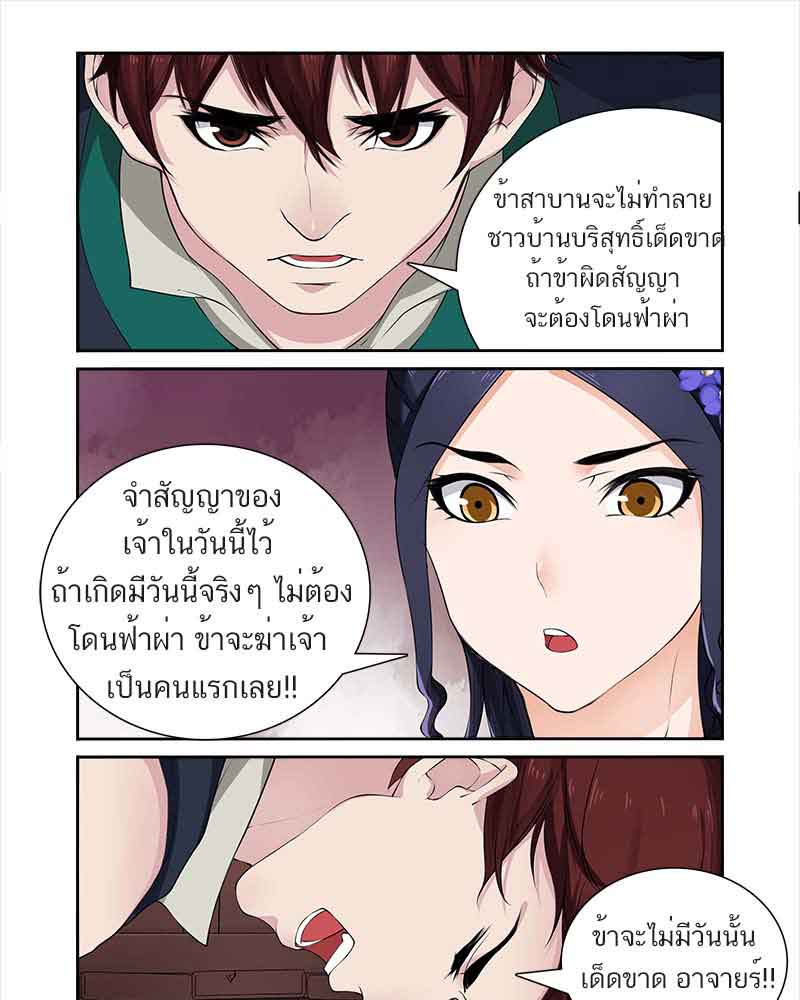 ข้าสาบานจะไม่ทำลาย
ชาวบ้านบริสุทธิ์เด็ดขาด
ถ้าข้าผิดสัญญา
จะต้องโดนฟ้าผ่า
จำสัญญาของ
เจ้าในวันนี้ไว้
ถ้าเกิดมีวันนี้จริงๆ ไม่ต้อง
โดนฟ้าผ่า ข้าจะฆ่าเจ้า
เป็นคนแรกเลย!!
ข้าจะไม่มีวันนั้น
เด็ดขาด อาจายร์!!